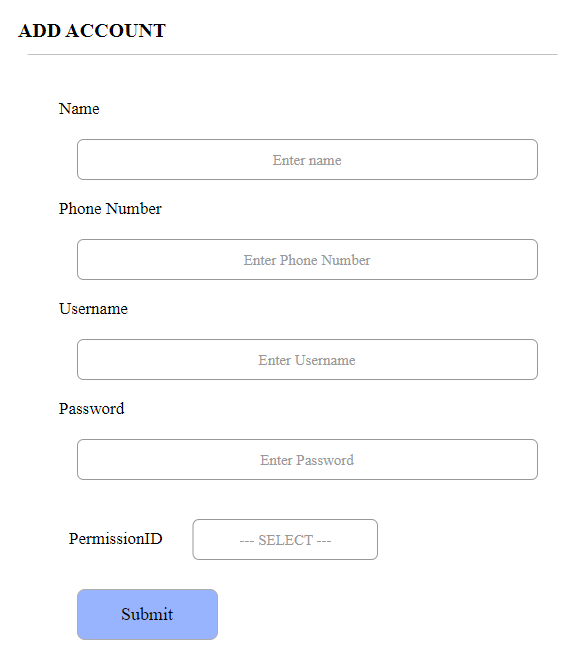 ADD ACCOUNT
Name
Enter name
Phone Number
Enter Phone Number
Username
Enter Username
Password
Enter Password
PermissionID --- SELECT ---
Submit